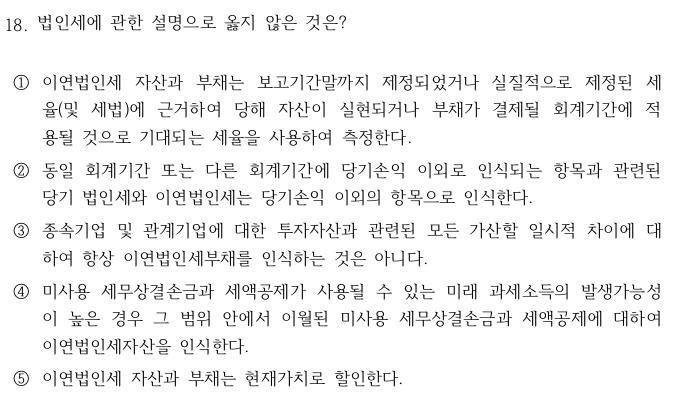 18. 법인세에 관한 설명으로 옳지 않은 것은?
① 이연법인세 자산과 부채는 보고기간말까지 제정되었거나 실질적으로 제정된 세
율(및 세법)에 근거하여 당해 자산이 실현되거나 부채가 결제될 회계기간에 적
용될 것으로 기대되는 세율을 사용하여 측정한다.
② 동일 회계기간 또는 다른 회계기간에 당기손익 이외로 인식되는 항목과 관련된
당기 법인세와 이연법인세는 당기손익 이외의 항목으로 인식한다.
③ 종속기업 및 관계기업에 대한 투자자산과 관련된 모든 가산할 일시적 차이에 대
하여 항상 이연법인세부채를 인식하는 것은 아니다.
④ 미사용 세무상결손금과 세액공제가 사용될 수 있는 미래 과세소득의 발생가능성
이 높은 경우 그 범위 안에서 이월된 미사용 세무상결손금과 세액공제에 대하여
이연법인세자산을 인식한다.
⑤ 이연법인세 자산과 부채는 현재가치로 할인한다.